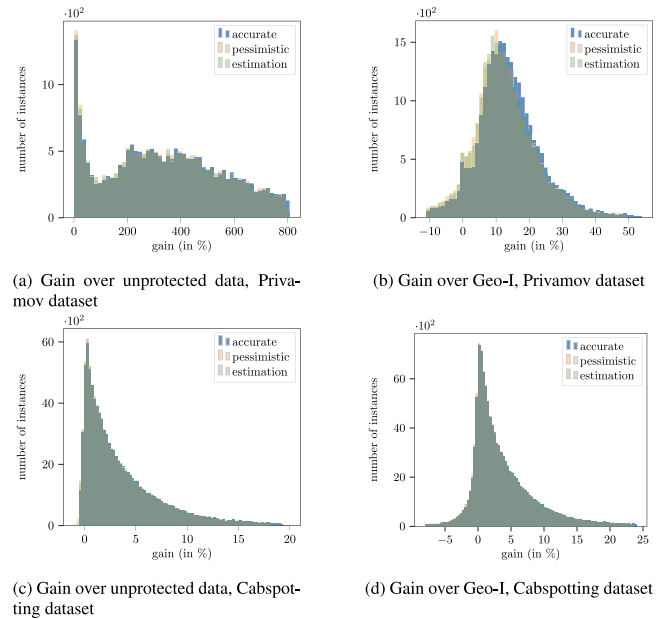 ·10²
10
5
0
number of instances
accurate
pessimistic
estimation
0 200 400 600 800
gain (in %)
(a) Gain over unprotected data, Priva-
mov dataset
·10²
15
10
5
0
number of instances
accurate
pessimistic
estimation
−10 0 10 20 30 40 50
gain (in %)
(b) Gain over Geo-I, Privamov dataset
·10²
60
40
20
0
number of instances
accurate
pessimistic
estimation
0 5 10 15 20
gain (in %)
(c) Gain over unprotected data, Cabspot-
ting dataset
·10²
60
40
20
0
number of instances
accurate
pessimistic
estimation
−5 0 5 10 15 20 25
gain (in %)
(d) Gain over Geo-I, Cabspotting dataset